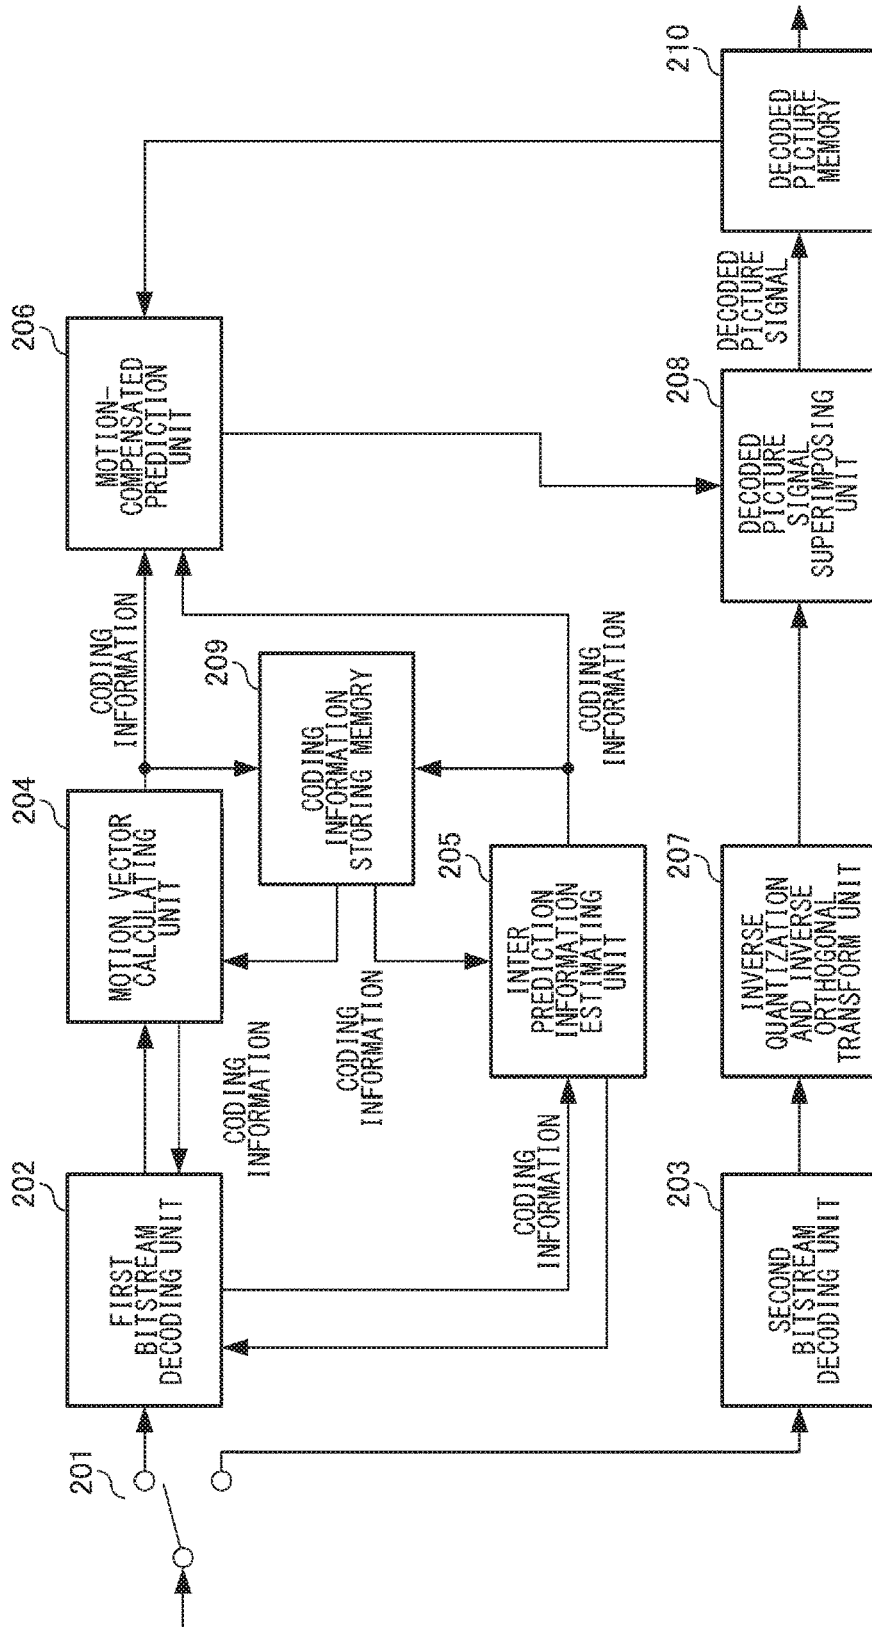 201
202
FIRST
BITSTREAM
DECODING UNIT
204
MOTION VECTOR
CALCULATING
UNIT
CODING
INFORMATION
206
MOTION-
COMPENSATED
PREDICTION
UNIT
CODING
INFORMATION
209
CODING
INFORMATION
STORING MEMORY
CODING
INFORMATION
CODING
INFORMATION
205
INTER
PREDICTION
INFORMATION
ESTIMATING
UNIT
CODING
INFORMATION
203
SECOND
BITSTREAM
DECODING UNIT
207
INVERSE
QUANTIZATION
AND INVERSE
ORTHOGONAL
TRANSFORM UNIT
208
DECODED
PICTURE
SIGNAL
SUPERIMPOSING
UNIT
DECODED
PICTURE
SIGNAL
210
DECODED
PICTURE
MEMORY